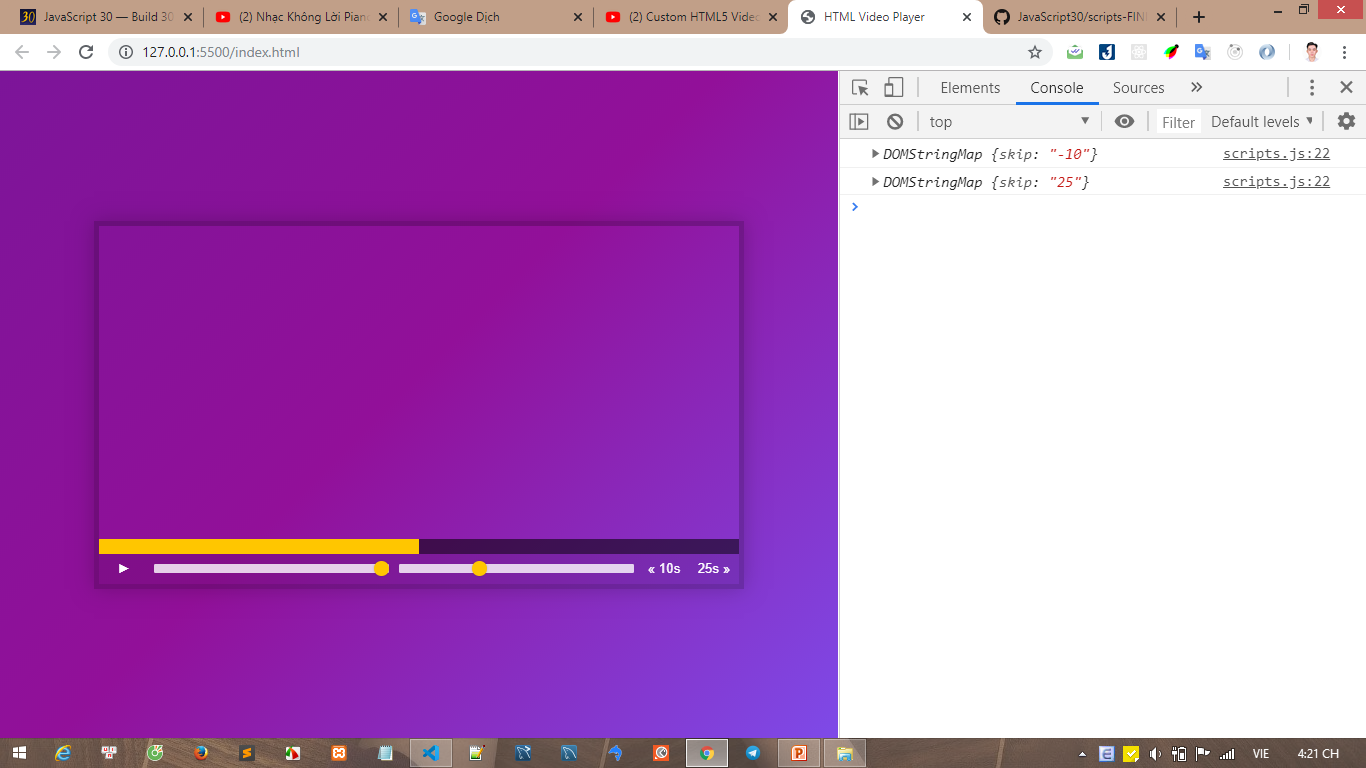 JavaScript 30 — Build 30
(2) Nhạc Không Lời Piano
Google Dịch
(2) Custom HTML5 Video
HTML Video Player
JavaScript30/scripts-FIN
127.0.0.1:5500/index.html
Elements
Console
Sources
top
Filter
Default levels
DOMStringMap {skip: "-10"}
scripts.js:22
DOMStringMap {skip: "25"}
scripts.js:22
« 10s
25s »
VIE
4:21 CH